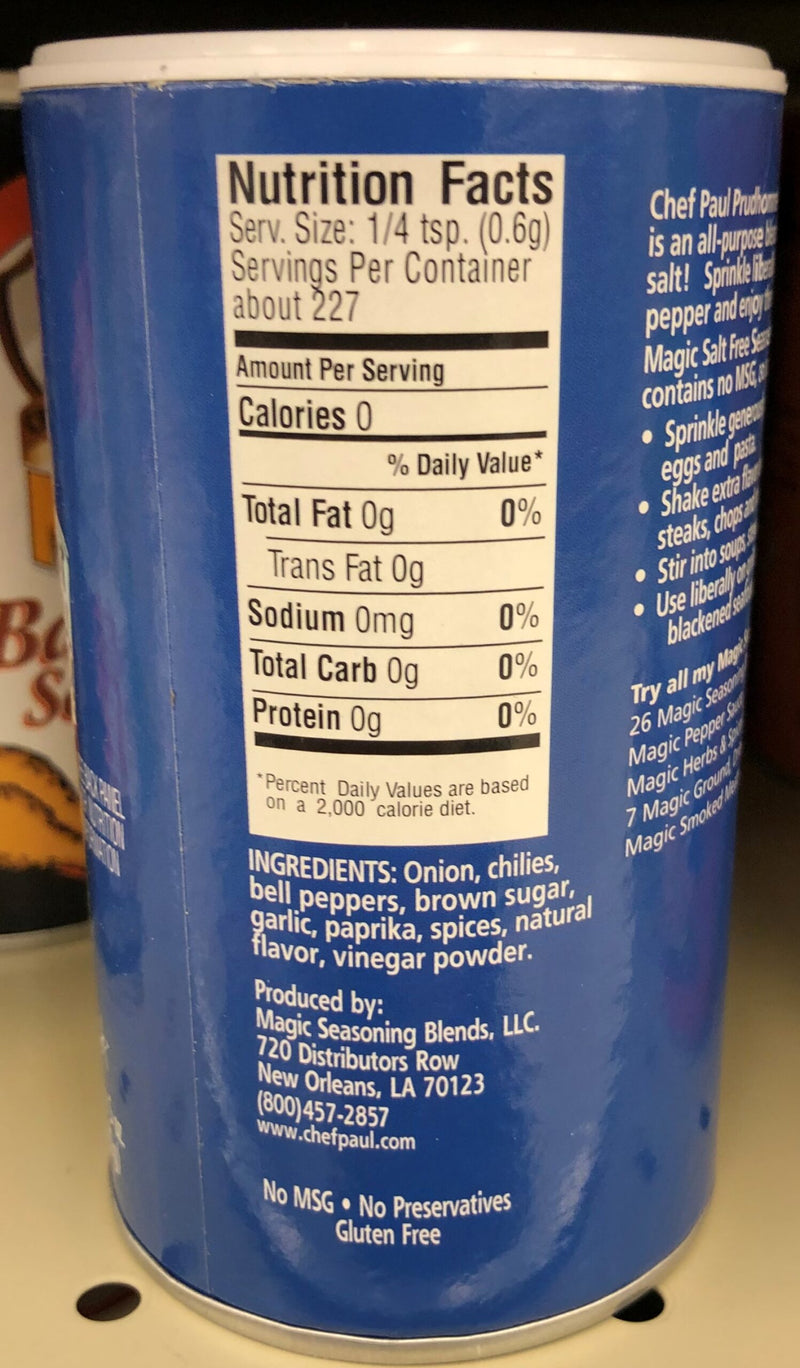 Nutrition Facts
Serv. Size: 1/4 tsp. (0.6g)
Servings Per Container
about 227
Amount Per Serving
Calories 0
% Daily Value*
Total Fat 0g 0%
Trans Fat 0g
Sodium 0mg 0%
Total Carb 0g 0%
Protein 0g 0%
*Percent Daily Values are based
on a 2,000 calorie diet.
INGREDIENTS: Onion, chilies,
bell peppers, brown sugar,
garlic, paprika, spices, natural
flavor, vinegar powder.
Produced by:
Magic Seasoning Blends, LLC.
720 Distributors Row
New Orleans, LA 70123
(800)457-2857
www.chefpaul.com
No MSG • No Preservatives
Gluten Free
Chef Paul
is an all-purpose
salt! Sprinkle
pepper and enjoy
Magic Salt Free
contains no MSG,
• Sprinkle
eggs and pasta.
• Shake extra
steaks, chops
• Stir into soups,
• Use liberally
blackened
Try all my Magic
26 Magic
Magic Pepper
Magic Herbs &
7 Magic Ground
Magic Smoked
PANEL